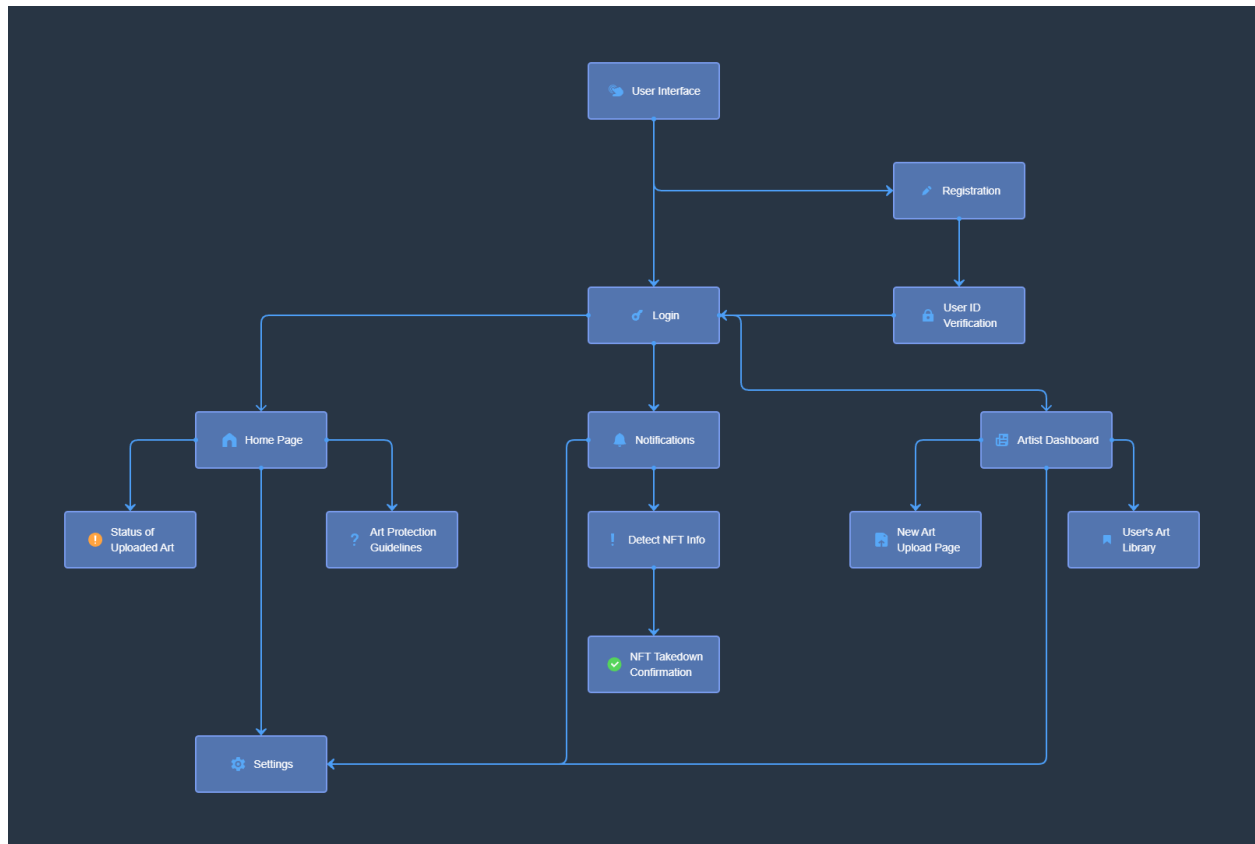 User Interface
Registration
Login
User ID
Verification
Home Page
Notifications
Artist Dashboard
Status of
Uploaded Art
Art Protection
Guidelines
Detect NFT Info
New Art
Upload Page
User's Art
Library
NFT Takedown
Confirmation
Settings